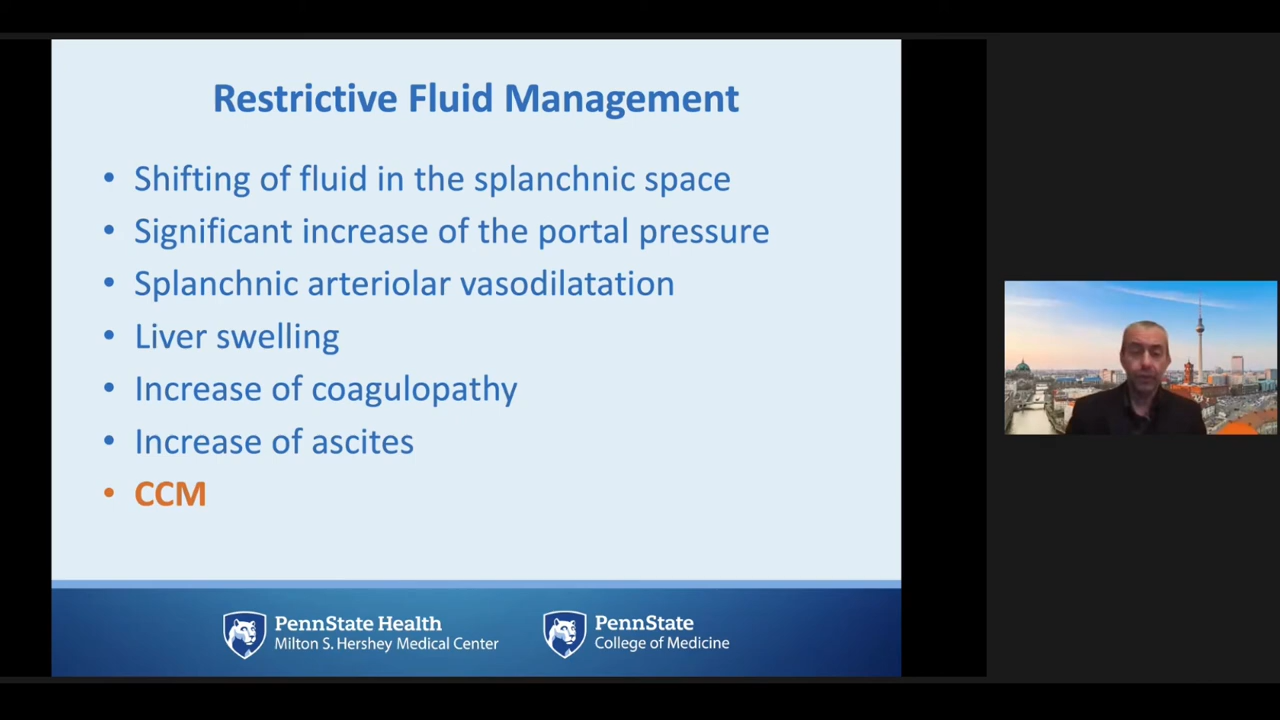 Restrictive Fluid Management
• Shifting of fluid in the splanchnic space
• Significant increase of the portal pressure
• Splanchnic arteriolar vasodilatation
• Liver swelling
• Increase of coagulopathy
• Increase of ascites
• CCM
PennState Health
Milton S. Hershey Medical Center
PennState
College of Medicine